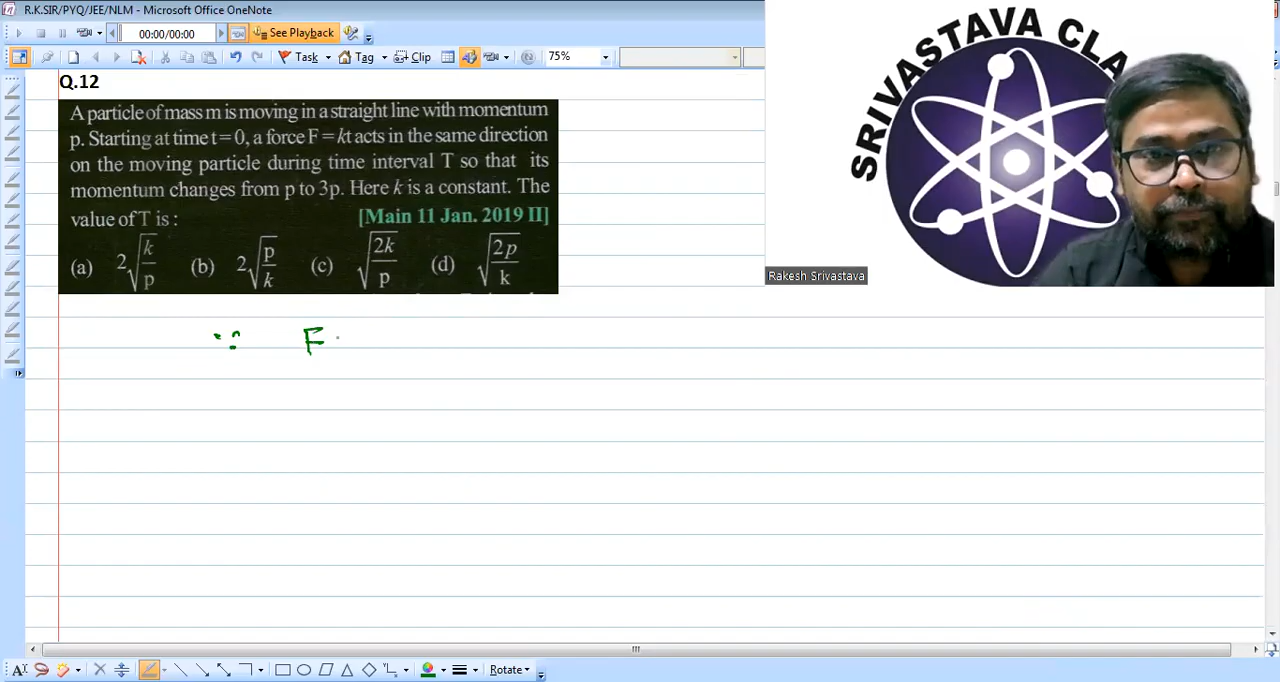 R.K.SIR/PYQ/JEE/NLM - Microsoft Office OneNote
00:00/00:00 See Playback
Task Tag Clip 75%
SRIVASTAVA CLA
Q.12
A particle of mass m is moving in a straight line with momentum
p. Starting at time t = 0, a force F = kt acts in the same direction
on the moving particle during time interval T so that its
momentum changes from p to 3p. Here k is a constant. The
value of T is : [Main 11 Jan. 2019 II]
(a) 2√(k/p) (b) 2√(p/k) (c) √(2k/p) (d) √(2p/k)
Rakesh Srivastava
∵ F
Rotate